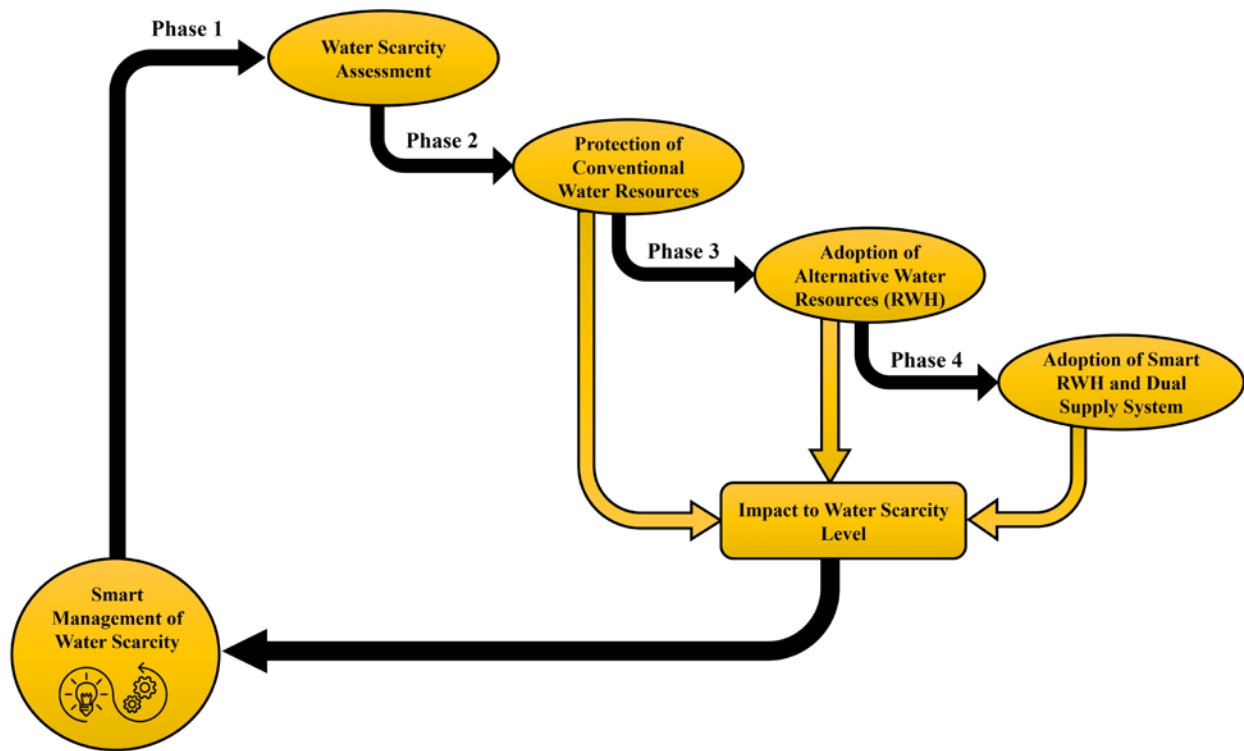 Phase 1
Water Scarcity
Assessment
Phase 2
Protection of
Conventional
Water Resources
Phase 3
Adoption of
Alternative Water
Resources (RWH)
Phase 4
Adoption of Smart
RWH and Dual
Supply System
Impact to Water Scarcity
Level
Smart
Management of
Water Scarcity